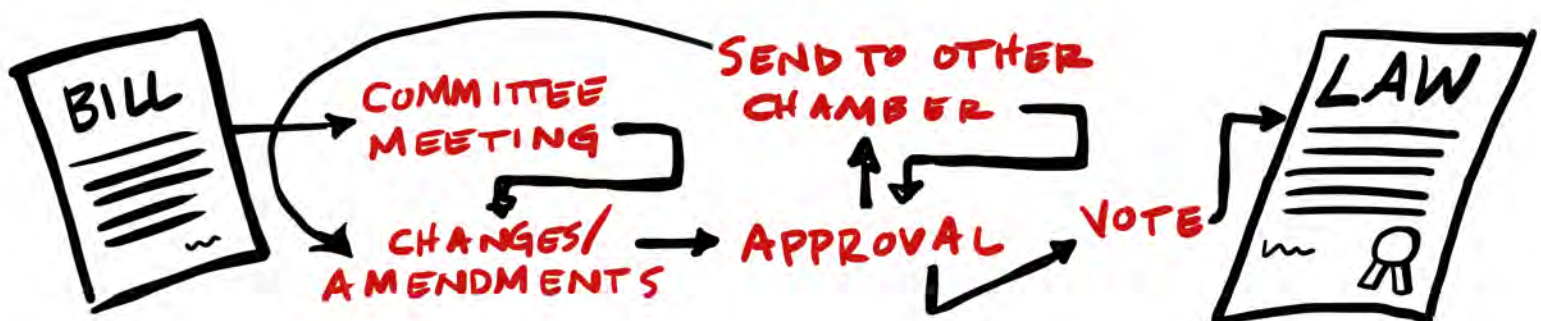 BILL
COMMITTEE
MEETING
CHANGES/
AMENDMENTS
SEND TO OTHER
CHAMBER
APPROVAL
VOTE
LAW